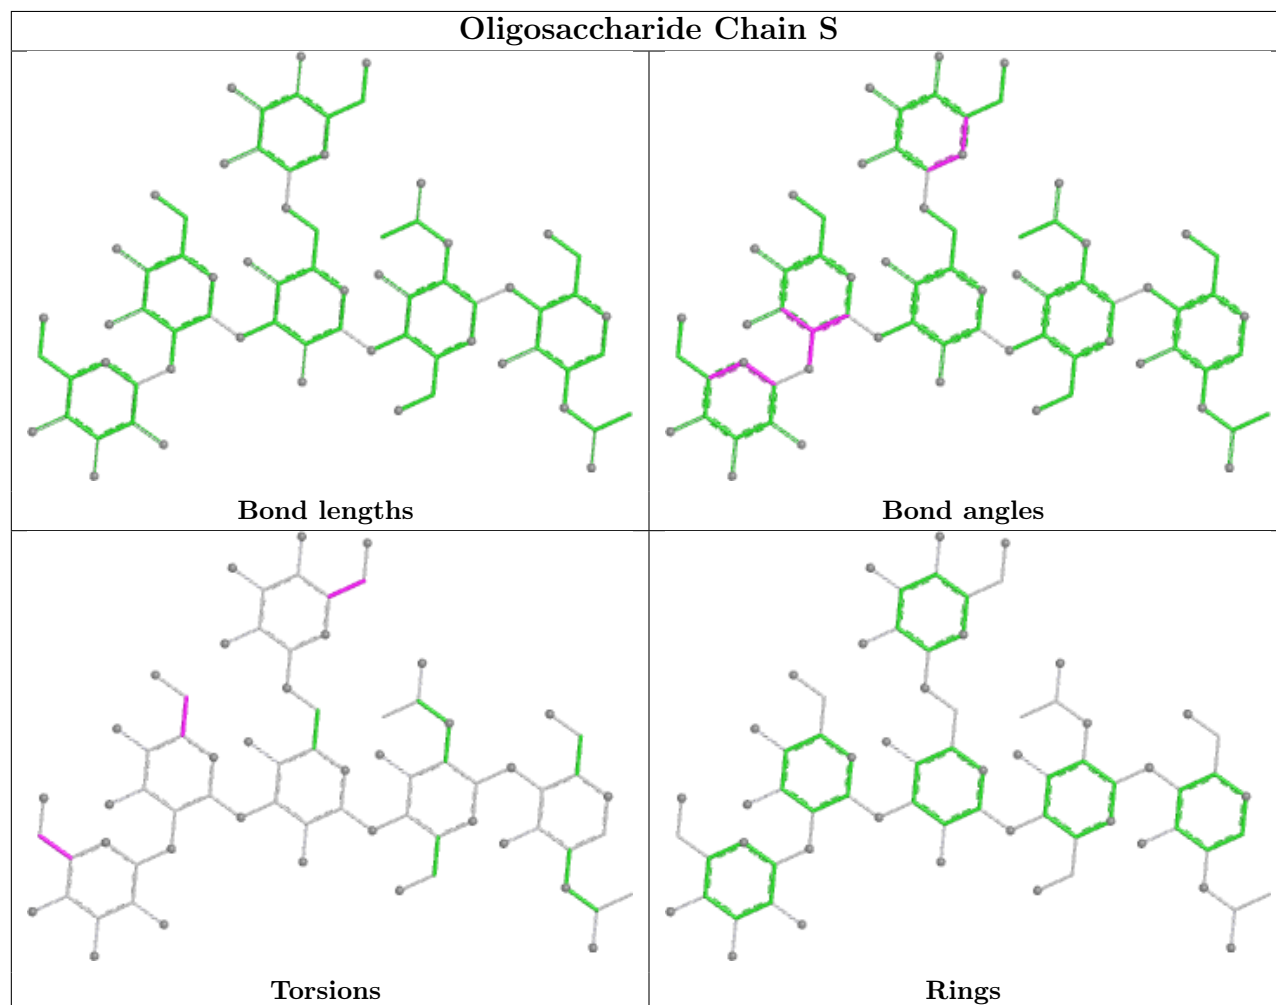 Oligosaccharide Chain S
Bond lengths
Bond angles
Torsions
Rings